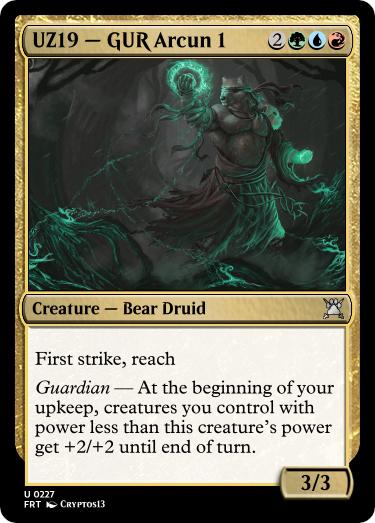 UZ19 — GUR Arcun 1 2
Creature — Bear Druid
First strike, reach
Guardian — At the beginning of your
upkeep, creatures you control with
power less than this creature's power
get +2/+2 until end of turn.
3/3
U 0227
FRT Cryptos13